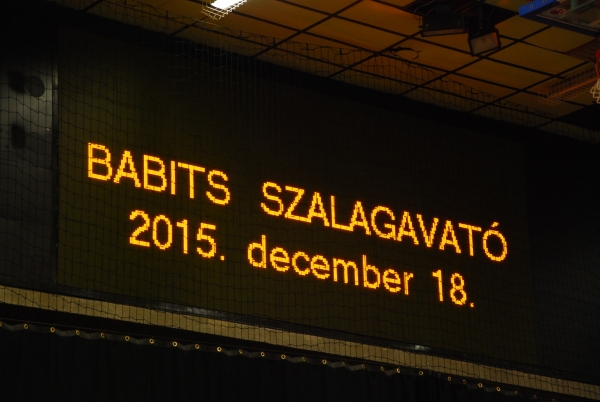 BABITS SZALAGAVATÓ
2015. december 18.